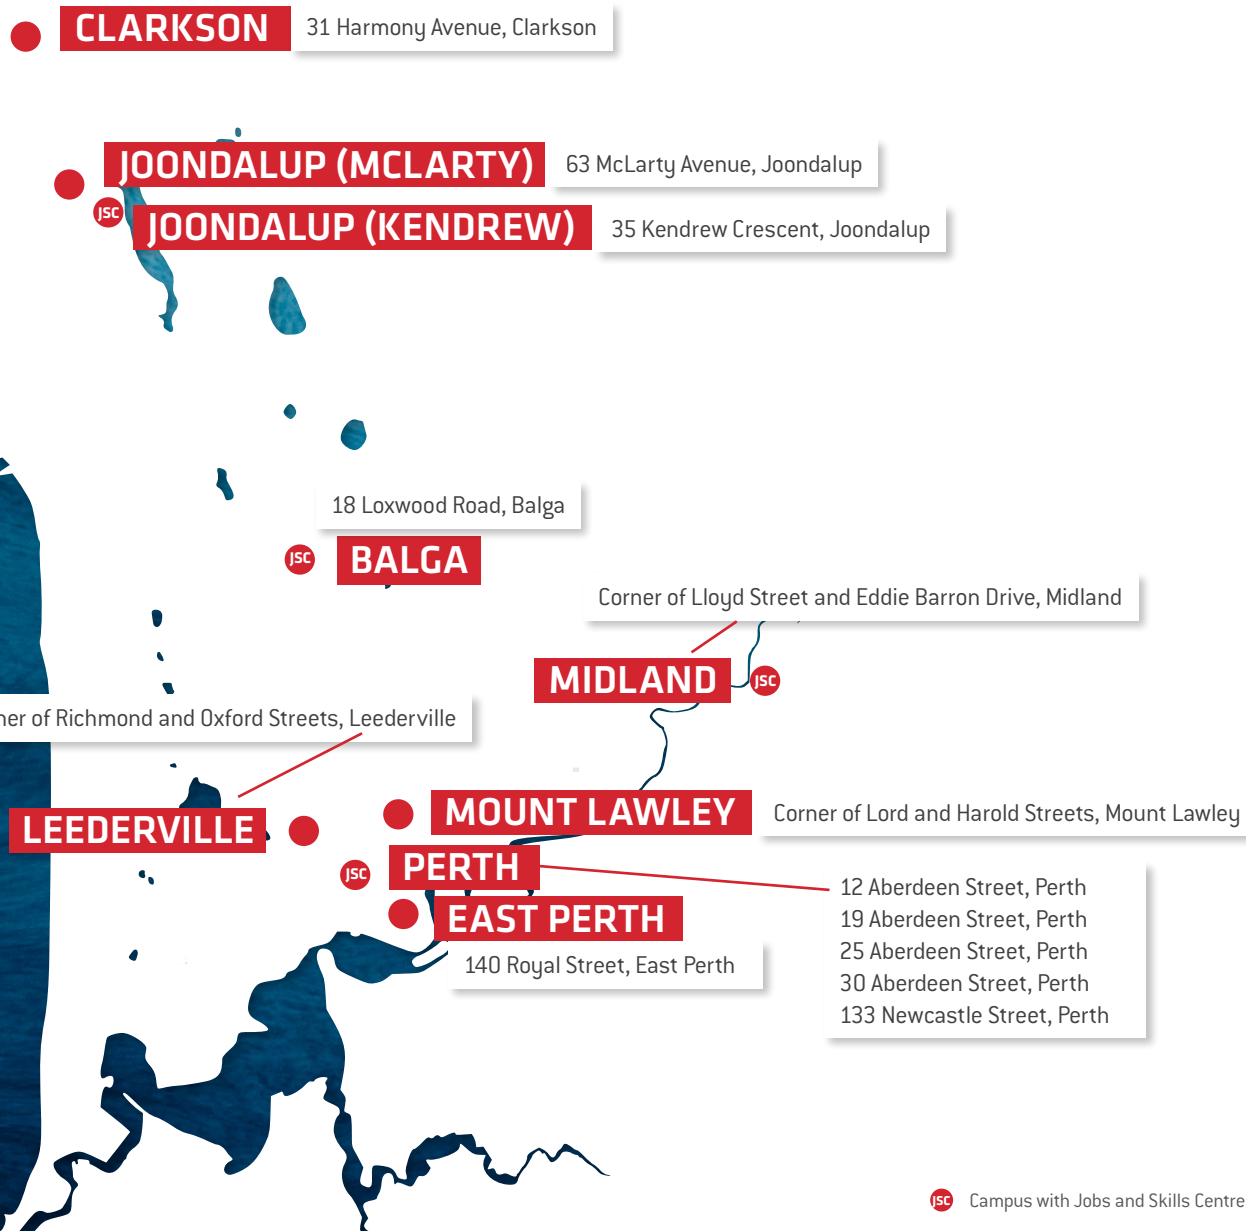 CLARKSON
31 Harmony Avenue, Clarkson
JOONDALUP (MCLARTY)
63 McLarty Avenue, Joondalup
JSC
JOONDALUP (KENDREW)
35 Kendrew Crescent, Joondalup
18 Loxwood Road, Balga
JSC
BALGA
Corner of Lloyd Street and Eddie Barron Drive, Midland
MIDLAND
JSC
of Richmond and Oxford Streets, Leederville
LEEDERVILLE
MOUNT LAWLEY
Corner of Lord and Harold Streets, Mount Lawley
JSC
PERTH
12 Aberdeen Street, Perth
19 Aberdeen Street, Perth
25 Aberdeen Street, Perth
30 Aberdeen Street, Perth
133 Newcastle Street, Perth
EAST PERTH
140 Royal Street, East Perth
JSC Campus with Jobs and Skills Centre